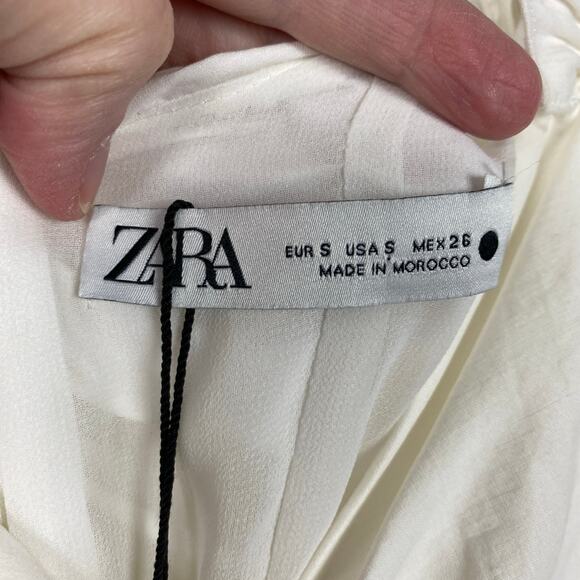 ZARA
EUR S USA S MEX 26
MADE IN MOROCCO